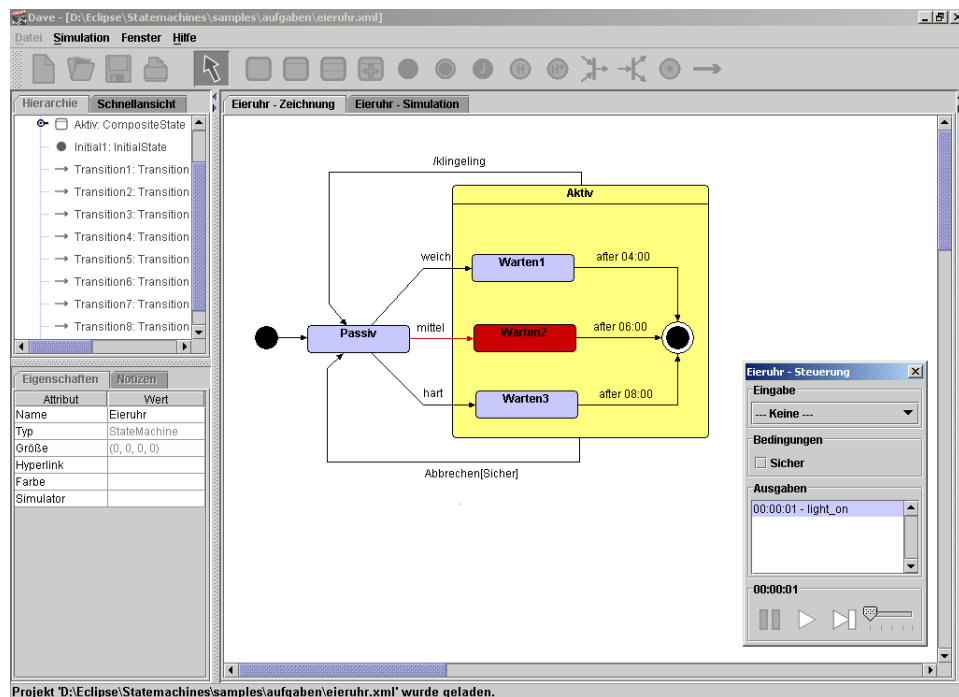 Dave - [D:\Eclipse\Statemachines\samples\aufgaben\eieruhr.xml]
Datei Simulation Fenster Hilfe
J H H* *
Hierarchie Schnellansicht
Aktiv: CompositeState
Initial1: InitialState
Transition1: Transition
Transition2: Transition
Transition3: Transition
Transition4: Transition
Transition5: Transition
Transition6: Transition
Transition7: Transition
Transition8: Transition
Eigenschaften Notizen
Attribut Wert
Name Eieruhr
Typ StateMachine
Größe (0, 0, 0, 0)
Hyperlink
Farbe
Simulator
Eieruhr - Zeichnung Eieruhr - Simulation
/klingeling
Aktiv
weich Warten1 after 04:00
Passiv mittel Warten2 after 06:00
hart Warten3 after 08:00
Abbrechen[Sicher]
Eieruhr - Steuerung
Eingabe
--- Keine ---
Bedingungen
Sicher
Ausgaben
00:00:01 - light_on
00:00:01
Projekt 'D:\Eclipse\Statemachines\samples\aufgaben\eieruhr.xml' wurde geladen.